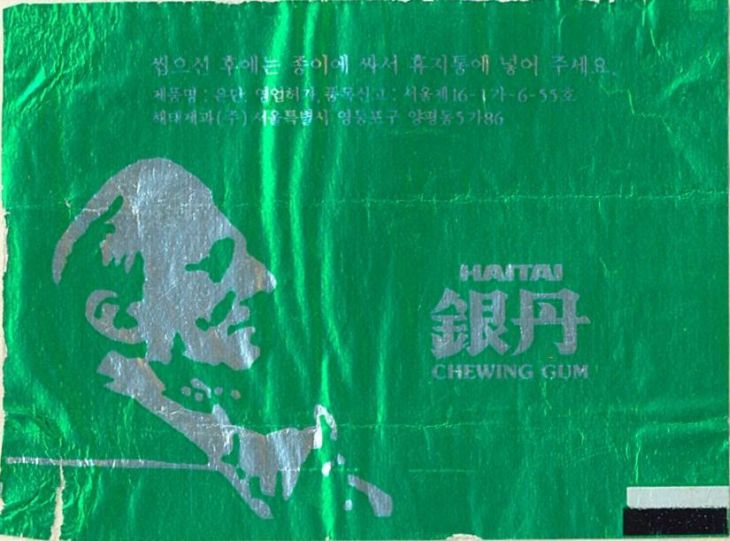 씹으신 후에는 종이에 싸서 휴지통에 넣어 주세요.
제품명 : 은단. 영업허가, 품목신고 : 서울제16-1가-6-55호
해태제과(주) 서울특별시 영등포구 양평동5가86
HAITAI
銀丹
CHEWING GUM